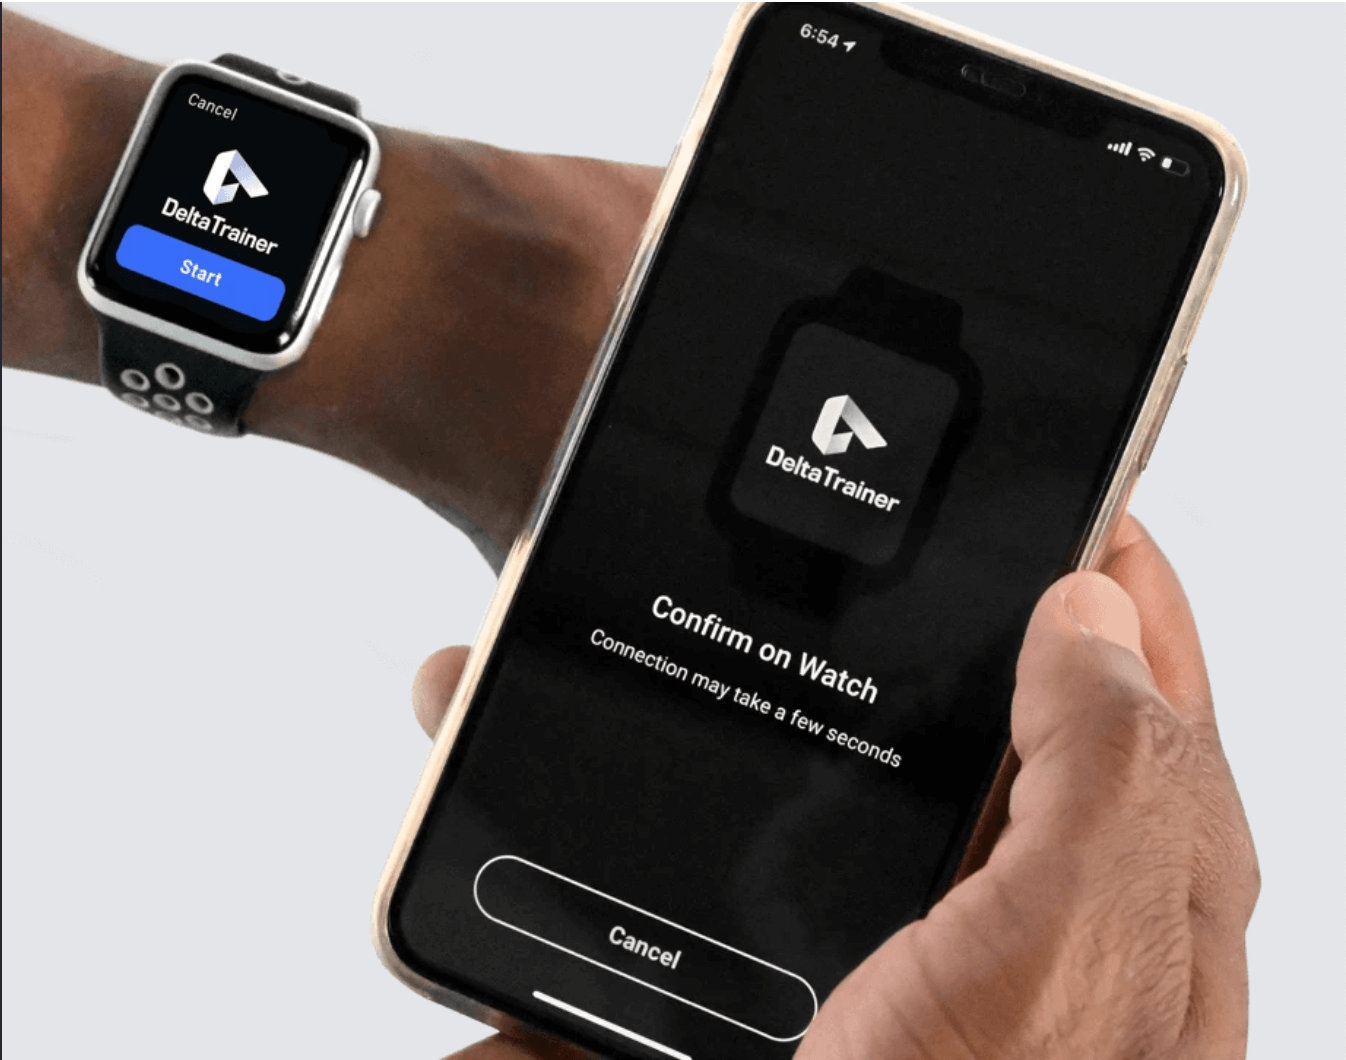 Cancel
DeltaTrainer
Start
6:54
DeltaTrainer
Confirm on Watch
Connection may take a few seconds
Cancel